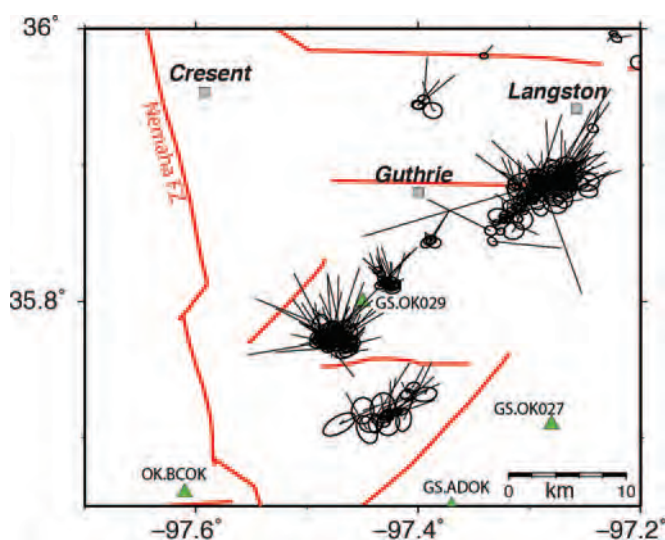 36°
Cresent
Langston
Nemaha F.Z.
Guthrie
35.8°
GS.OK029
GS.OK027
OK.BCOK
GS.ADOK
0 km 10
−97.6° −97.4° −97.2°